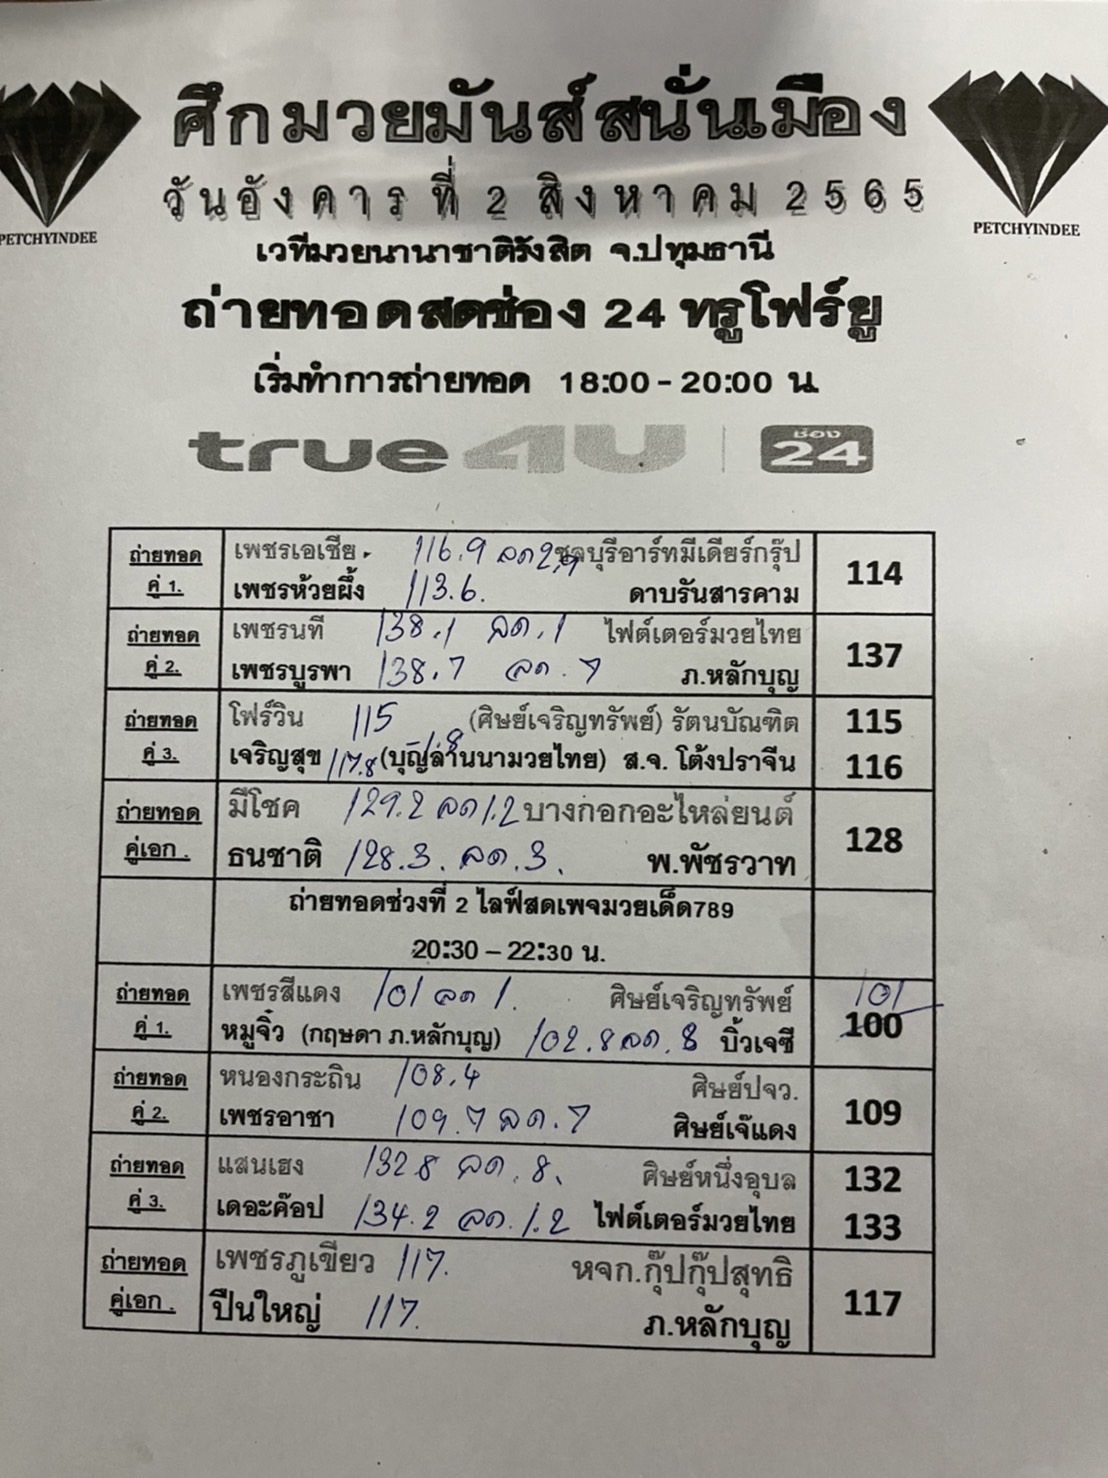 ศึกมวยมันส์สนั่นเมือง
วันอังคารที่ 2 สิงหาคม 2565
PETCHYINDEE
PETCHYINDEE
เวทีมวยนานาชาติรังสิต จ.ปทุมธานี
ถ่ายทอดสดช่อง 24 ทรูโฟร์ยู
เริ่มทำการถ่ายทอด 18:00 - 20:00 น.
true4U ช่อง 24
ถ่ายทอด เพชรเอเชีย 116.9 ลด 2.9 ชลบุรีอาร์ทมีเดียร์กรุ๊ป 114
คู่ 1. เพชรห้วยผึ้ง 113.6. ดาบรันสารคาม
ถ่ายทอด เพชรนที 138.1 ลด.1 ไฟต์เตอร์มวยไทย 137
คู่ 2. เพชรบูรพา 138.7 ลด.7 ภ.หลักบุญ
ถ่ายทอด โฟร์วิน 115 (ศิษย์เจริญทรัพย์) รัตนบัณฑิต 115
คู่ 3. เจริญสุข 117.8 (บุญล้านนามวยไทย) ส.จ. โต้งปราจีน 116
ถ่ายทอด มีโชค 129.2 ลด 1.2 บางกอกอะไหล่ยนต์ 128
คู่เอก. ธนชาติ 128.3. ลด.3. พ.พัชรวาท
ถ่ายทอดช่วงที่ 2 ไลฟ์สดเพจมวยเด็ด789
20:30 – 22:30 น.
ถ่ายทอด เพชรสีแดง 101 ลด 1. ศิษย์เจริญทรัพย์ 101
คู่ 1. หมูจิ๋ว (กฤษดา ภ.หลักบุญ) 102.8 ลด.8 บิ้วเจซี 100
ถ่ายทอด หนองกระถิน 108.4 ศิษย์ปจว. 109
คู่ 2. เพชรอาชา 109.7 ลด.7 ศิษย์เจ๊แดง
ถ่ายทอด แสนเฮง 132.8 ลด.8. ศิษย์หนึ่งอุบล 132
คู่ 3. เดอะค๊อป 134.2 ลด.1.2 ไฟต์เตอร์มวยไทย 133
ถ่ายทอด เพชรภูเขียว 117. หจก.กุ๊ปกุ๊ปสุทธิ 117
คู่เอก. ปืนใหญ่ 117. ภ.หลักบุญ